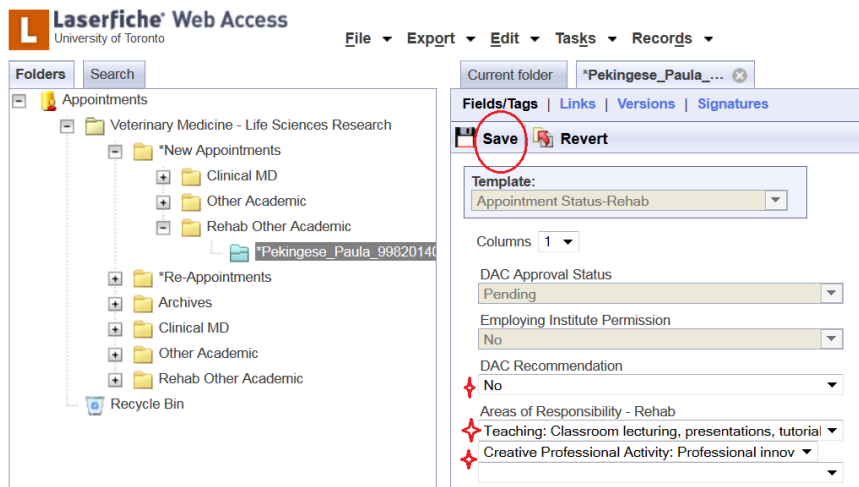 Laserfiche® Web Access
University of Toronto
File Export Edit Tasks Records
Folders Search
Appointments
Veterinary Medicine - Life Sciences Research
*New Appointments
Clinical MD
Other Academic
Rehab Other Academic
*Pekingese_Paula_99820140
*Re-Appointments
Archives
Clinical MD
Other Academic
Rehab Other Academic
Recycle Bin
Current folder *Pekingese_Paula_...
Fields/Tags | Links | Versions | Signatures
Save Revert
Template:
Appointment Status-Rehab
Columns 1
DAC Approval Status
Pending
Employing Institute Permission
No
DAC Recommendation
No
Areas of Responsibility - Rehab
Teaching: Classroom lecturing, presentations, tutorial
Creative Professional Activity: Professional innov